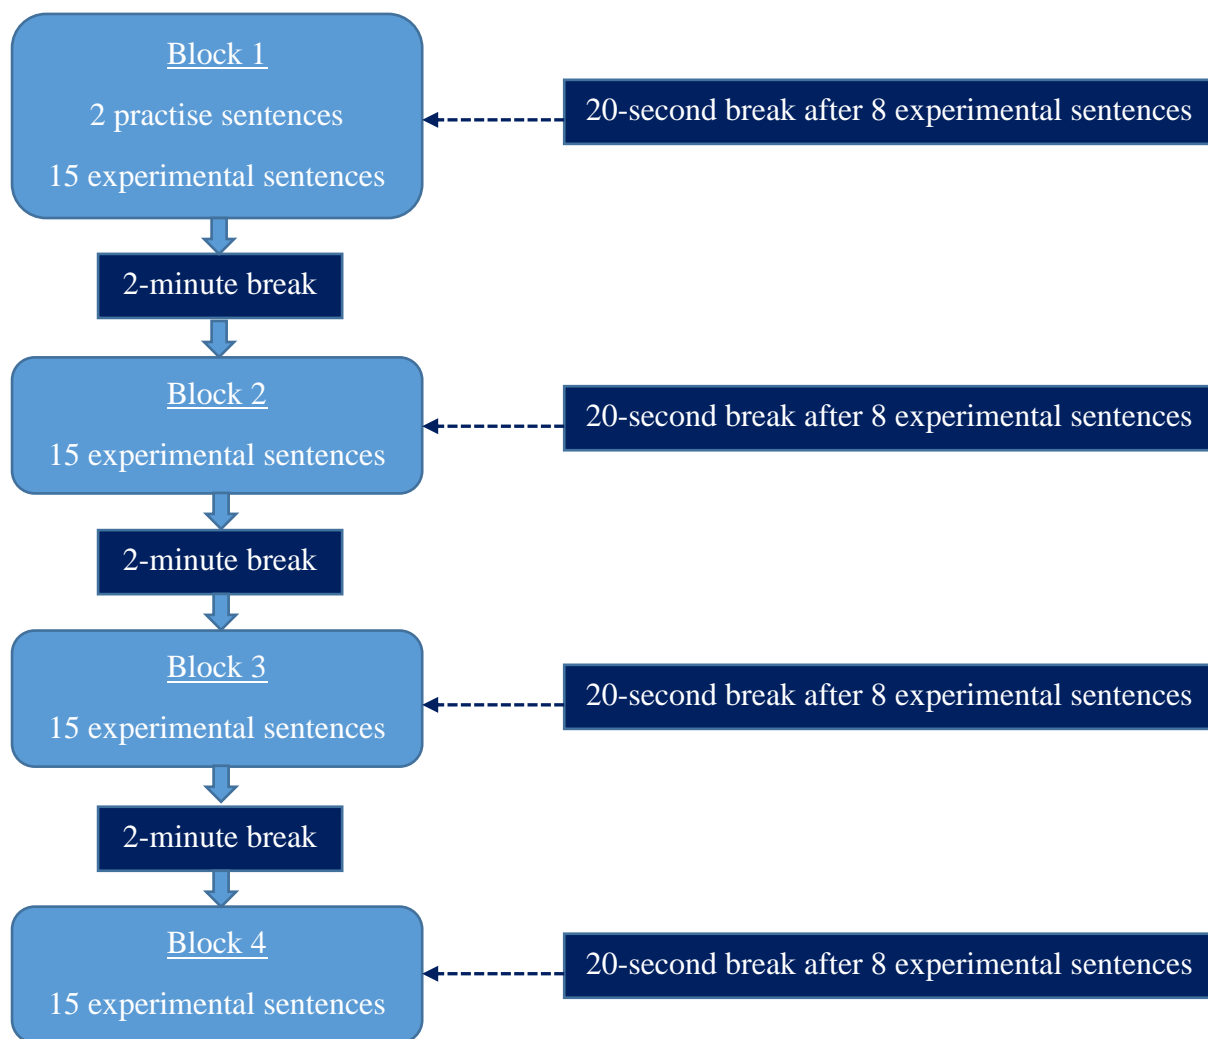 Block 1
2 practise sentences
15 experimental sentences
20-second break after 8 experimental sentences
2-minute break
Block 2
15 experimental sentences
20-second break after 8 experimental sentences
2-minute break
Block 3
15 experimental sentences
20-second break after 8 experimental sentences
2-minute break
Block 4
15 experimental sentences
20-second break after 8 experimental sentences